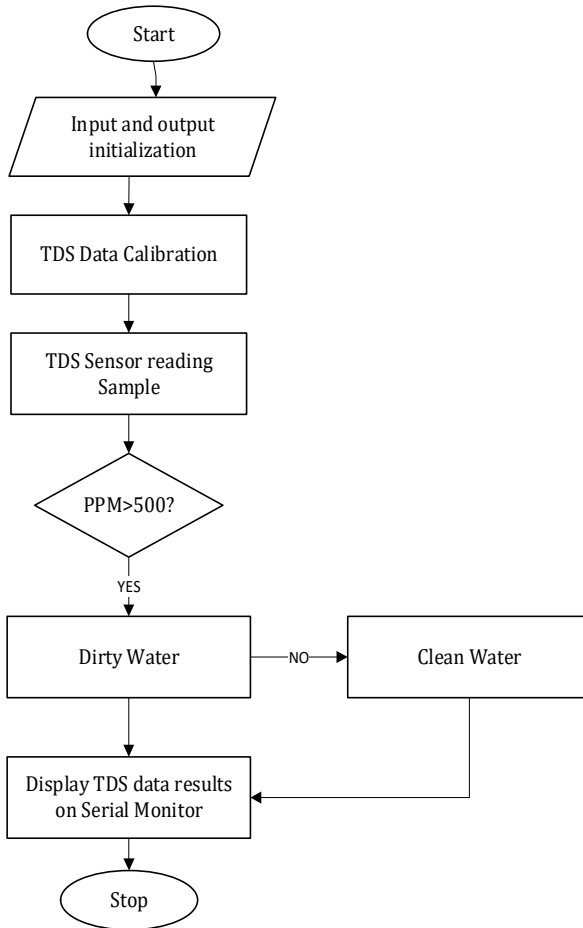 Start
Input and output
initialization
TDS Data Calibration
TDS Sensor reading
Sample
PPM>500?
YES
Dirty Water
NO
Clean Water
Display TDS data results
on Serial Monitor
Stop